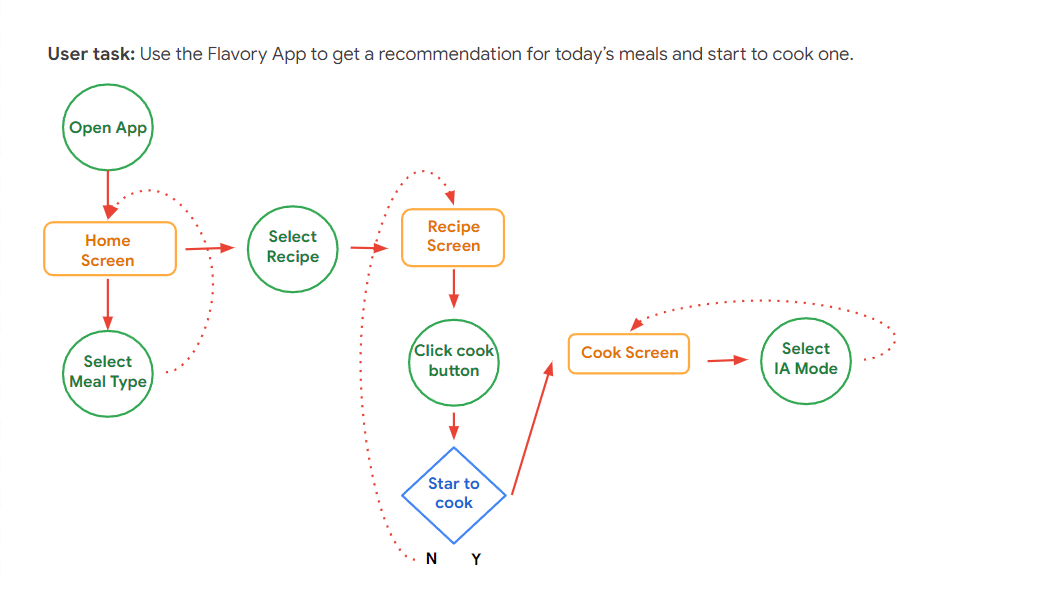 User task: Use the Flavory App to get a recommendation for today's meals and start to cook one.
Open App
Home
Screen
Select
Meal Type
Select
Recipe
Recipe
Screen
Click cook
button
Star to
cook
N
Y
Cook Screen
Select
IA Mode